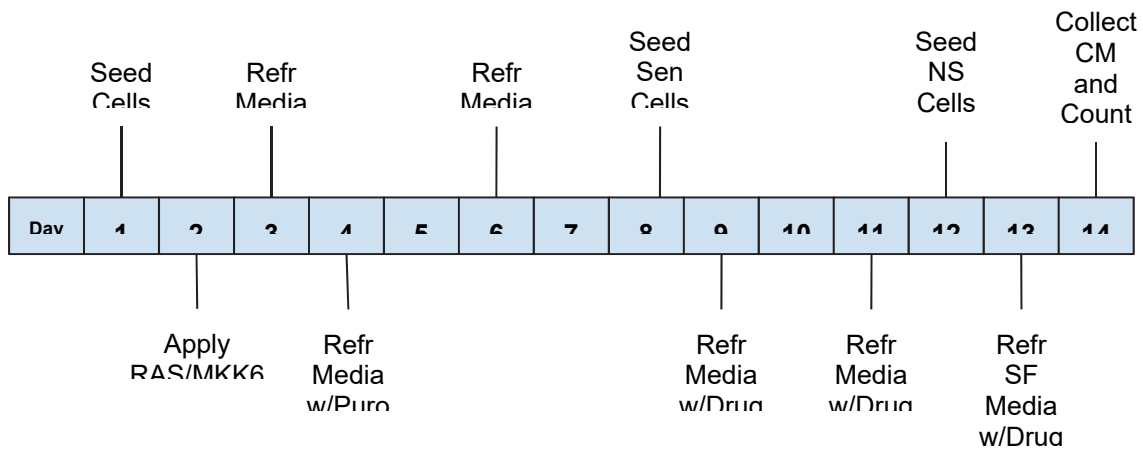 Seed
Cells
Refr
Media
Refr
Media
Seed
Sen
Cells
Seed
NS
Cells
Collect
CM
and
Count
Day 1 2 3 4 5 6 7 8 9 10 11 12 13 14
Apply
RAS/MKK6
Refr
Media
w/Puro
Refr
Media
w/Drug
Refr
Media
w/Drug
Refr
SF
Media
w/Drug